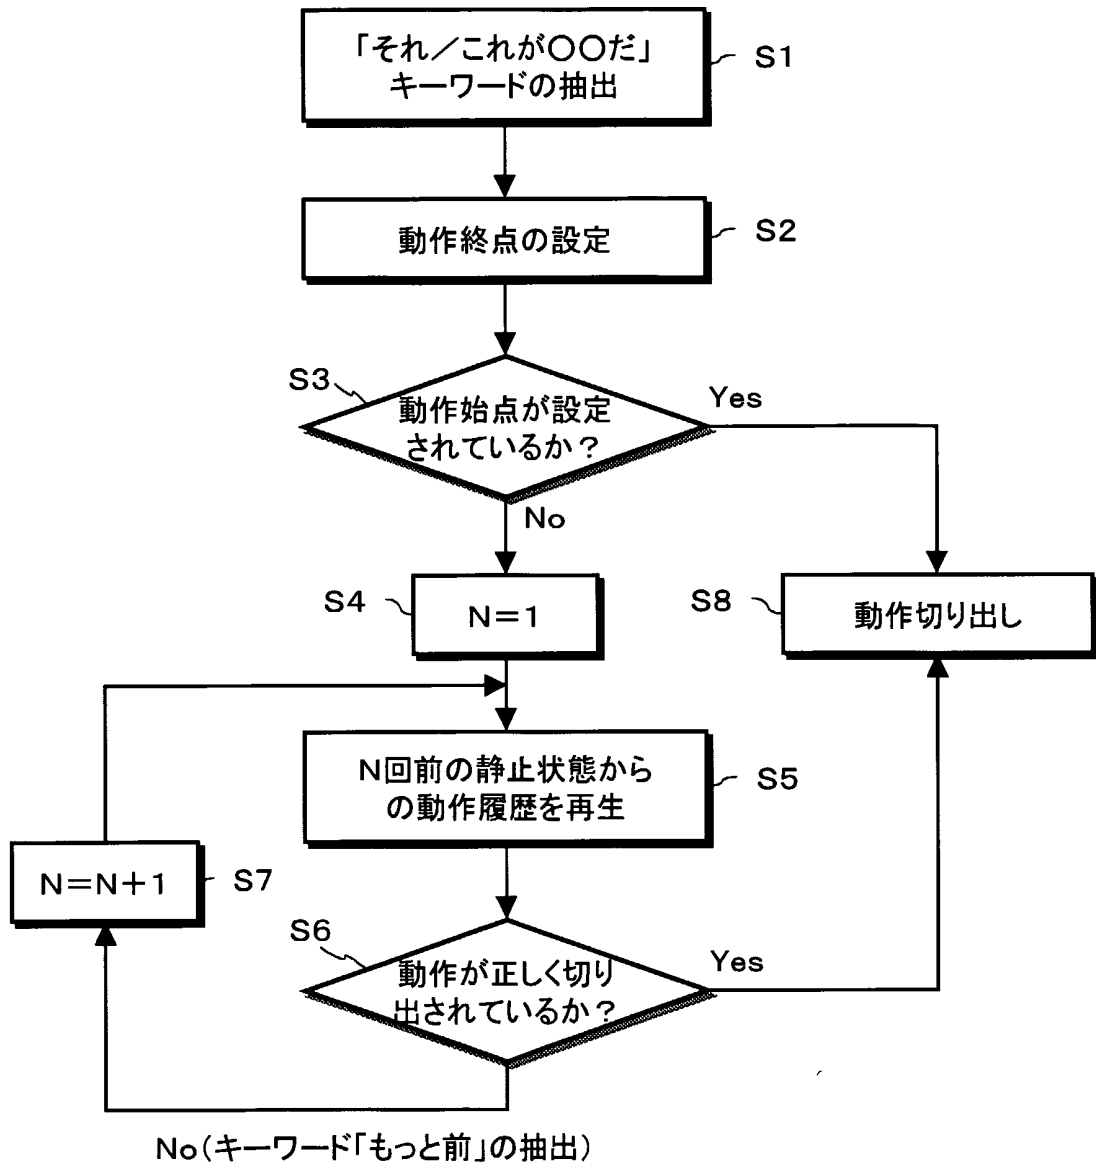 「それ／これが〇〇だ」
キーワードの抽出
S1
動作終点の設定
S2
S3
動作始点が設定
されているか？
Yes
No
S4
N＝1
S8
動作切り出し
N回前の静止状態から
の動作履歴を再生
S5
N＝N＋1
S7
S6
動作が正しく切り
出されているか？
Yes
No（キーワード「もっと前」の抽出）